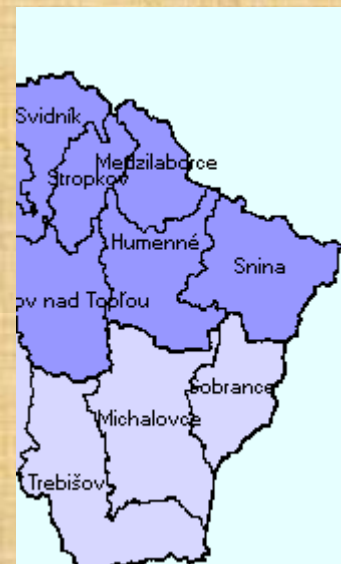 Svidník
Medzilaborce
Stropkov
Humenné
Snina
ov nad Topľou
Sobrance
Michalovce
Trebišov